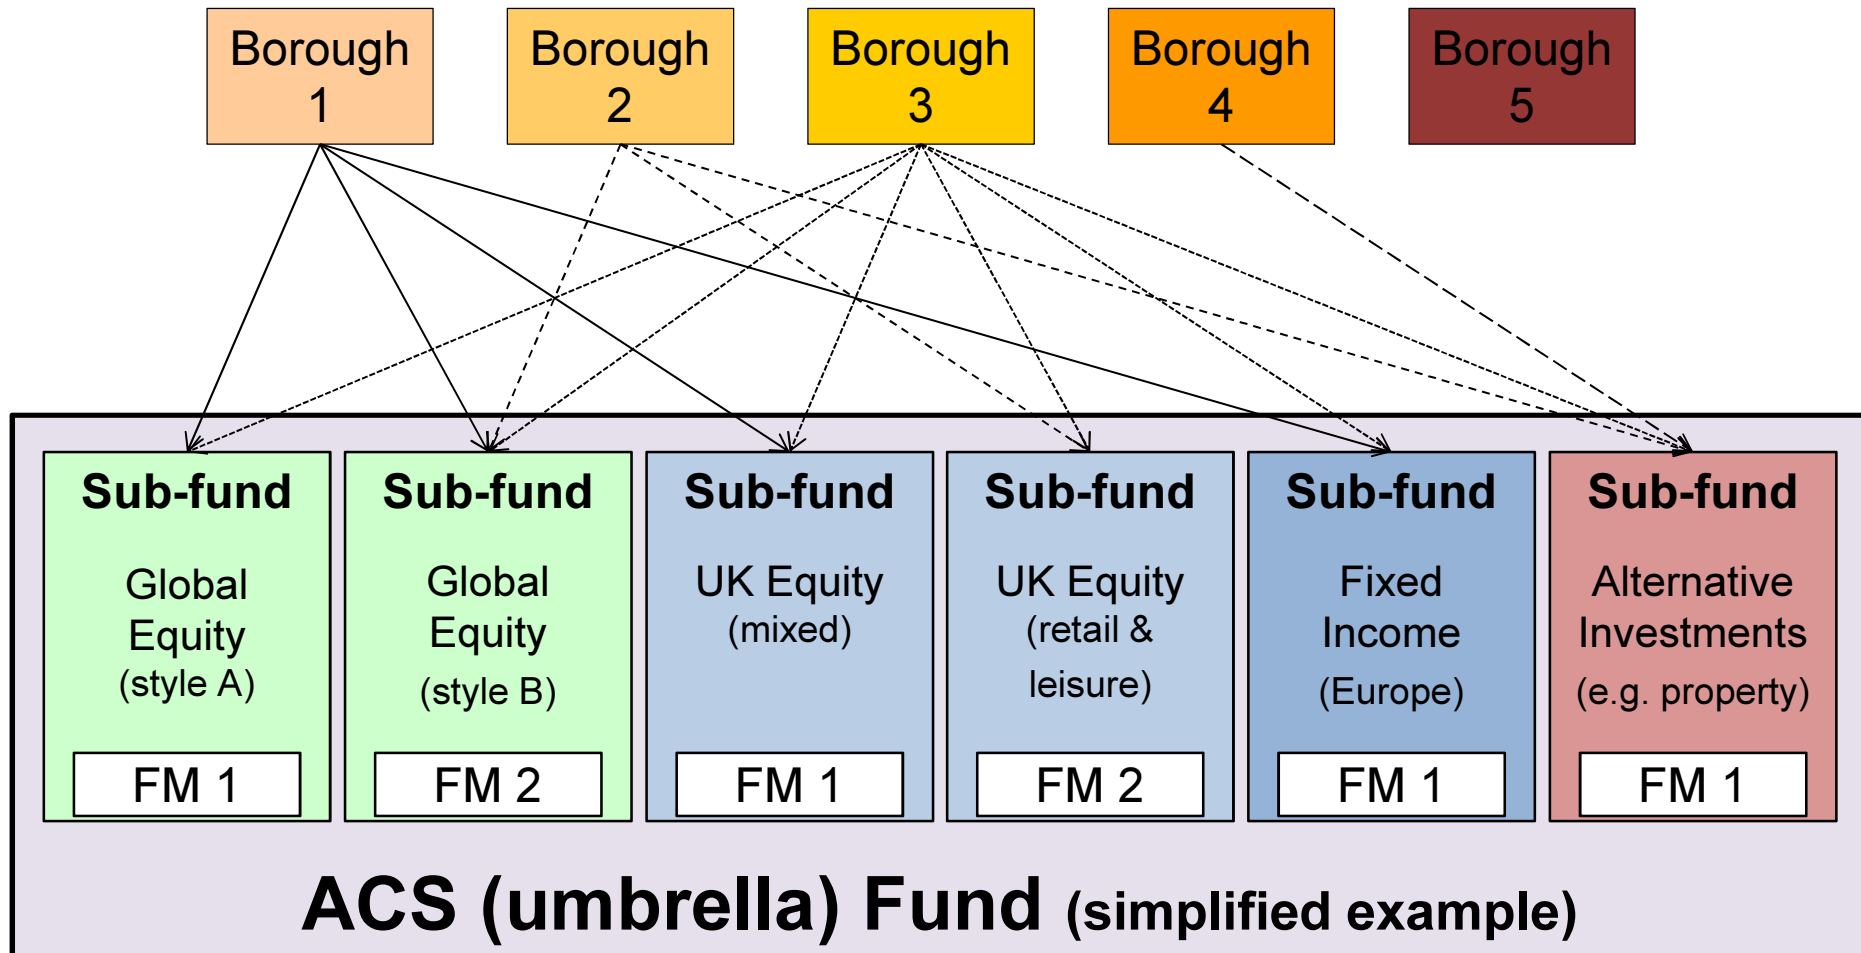 Borough
1
Borough
2
Borough
3
Borough
4
Borough
5
Sub-fund
Global
Equity
(style A)
FM 1
Sub-fund
Global
Equity
(style B)
FM 2
Sub-fund
UK Equity
(mixed)
FM 1
Sub-fund
UK Equity
(retail &
leisure)
FM 2
Sub-fund
Fixed
Income
(Europe)
FM 1
Sub-fund
Alternative
Investments
(e.g. property)
FM 1
ACS (umbrella) Fund (simplified example)